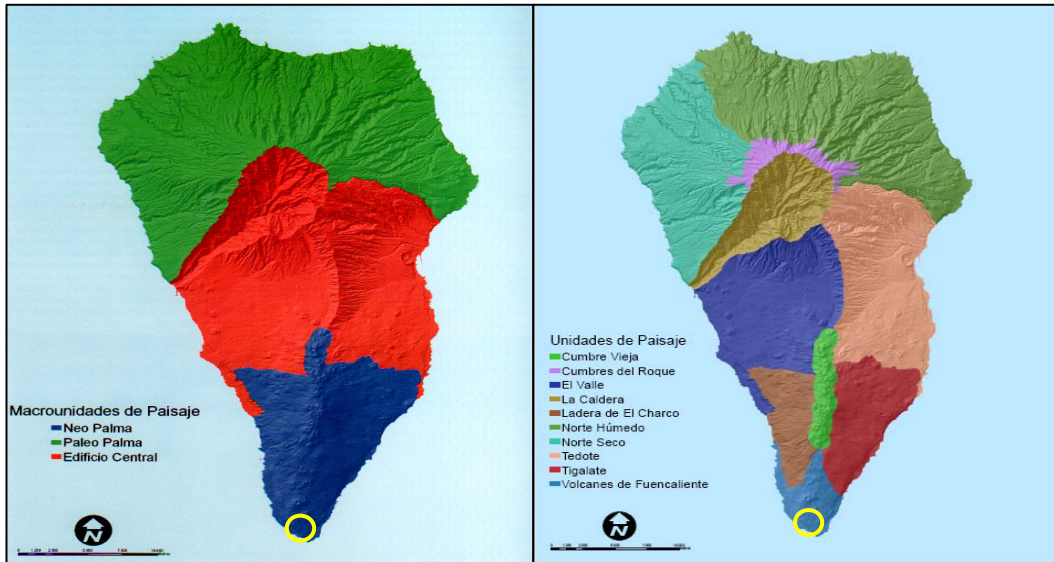 Macrounidades de Paisaje
Neo Palma
Paleo Palma
Edificio Central
N
Unidades de Paisaje
Cumbre Vieja
Cumbres del Roque
El Valle
La Caldera
Ladera de El Charco
Norte Húmedo
Norte Seco
Tedote
Tigalate
Volcanes de Fuencaliente
N